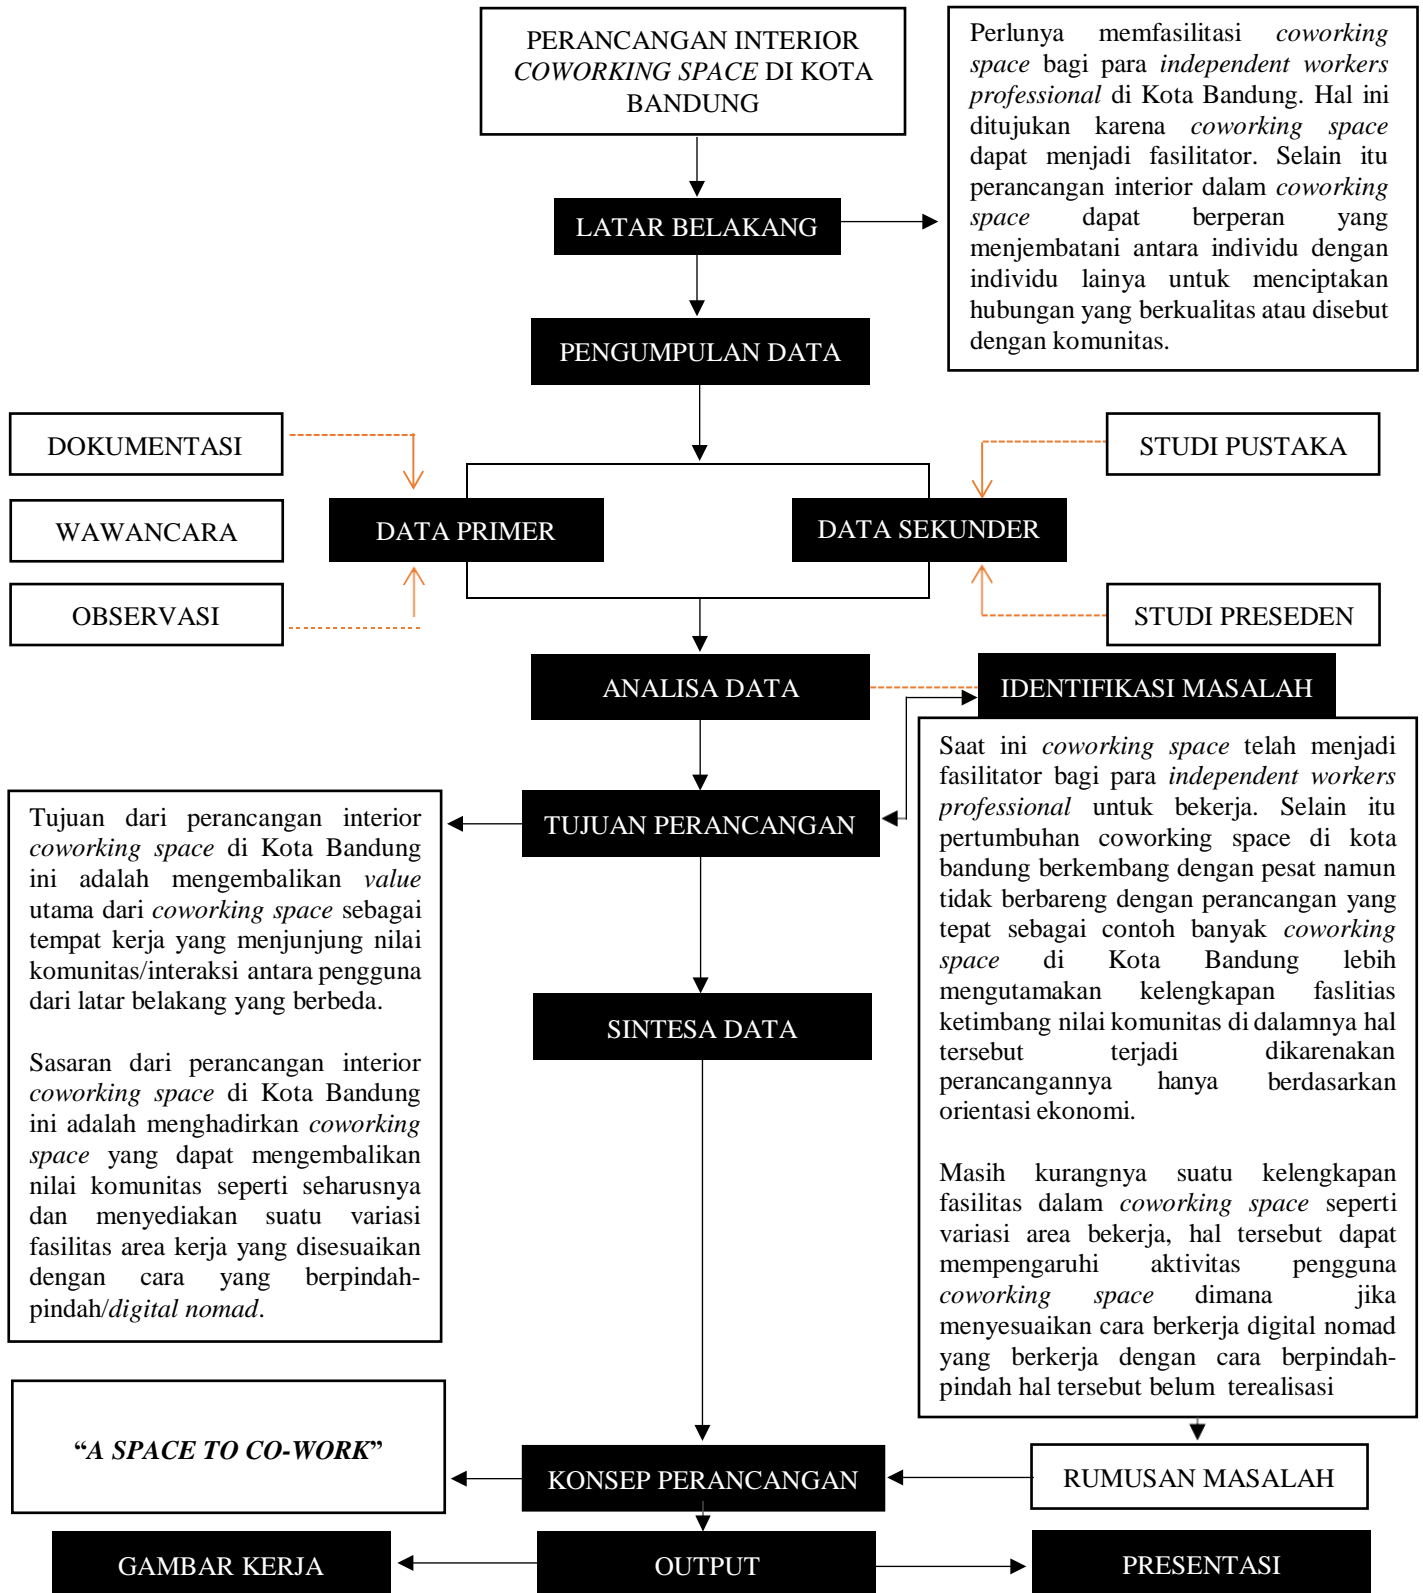 PERANCANGAN INTERIOR
COWORKING SPACE DI KOTA
BANDUNG
Perlunya memfasilitasi coworking
space bagi para independent workers
professional di Kota Bandung. Hal ini
ditujukan karena coworking space
dapat menjadi fasilitator. Selain itu
perancangan interior dalam coworking
space dapat berperan yang
menjembatani antara individu dengan
individu lainya untuk menciptakan
hubungan yang berkualitas atau disebut
dengan komunitas.
LATAR BELAKANG
PENGUMPULAN DATA
DOKUMENTASI
WAWANCARA
OBSERVASI
DATA PRIMER
DATA SEKUNDER
STUDI PUSTAKA
STUDI PRESEDEN
ANALISA DATA
IDENTIFIKASI MASALAH
Saat ini coworking space telah menjadi
fasilitator bagi para independent workers
professional untuk bekerja. Selain itu
pertumbuhan coworking space di kota
bandung berkembang dengan pesat namun
tidak berbareng dengan perancangan yang
tepat sebagai contoh banyak coworking
space di Kota Bandung lebih
mengutamakan kelengkapan faslitias
ketimbang nilai komunitas di dalamnya hal
tersebut terjadi dikarenakan
perancangannya hanya berdasarkan
orientasi ekonomi.
Masih kurangnya suatu kelengkapan
fasilitas dalam coworking space seperti
variasi area bekerja, hal tersebut dapat
mempengaruhi aktivitas pengguna
coworking space dimana jika
menyesuaikan cara berkerja digital nomad
yang berkerja dengan cara berpindah-
pindah hal tersebut belum terealisasi
TUJUAN PERANCANGAN
Tujuan dari perancangan interior
coworking space di Kota Bandung
ini adalah mengembalikan value
utama dari coworking space sebagai
tempat kerja yang menjunjung nilai
komunitas/interaksi antara pengguna
dari latar belakang yang berbeda.
Sasaran dari perancangan interior
coworking space di Kota Bandung
ini adalah menghadirkan coworking
space yang dapat mengembalikan
nilai komunitas seperti seharusnya
dan menyediakan suatu variasi
fasilitas area kerja yang disesuaikan
dengan cara yang berpindah-
pindah/digital nomad.
SINTESA DATA
"A SPACE TO CO-WORK"
KONSEP PERANCANGAN
RUMUSAN MASALAH
GAMBAR KERJA
OUTPUT
PRESENTASI